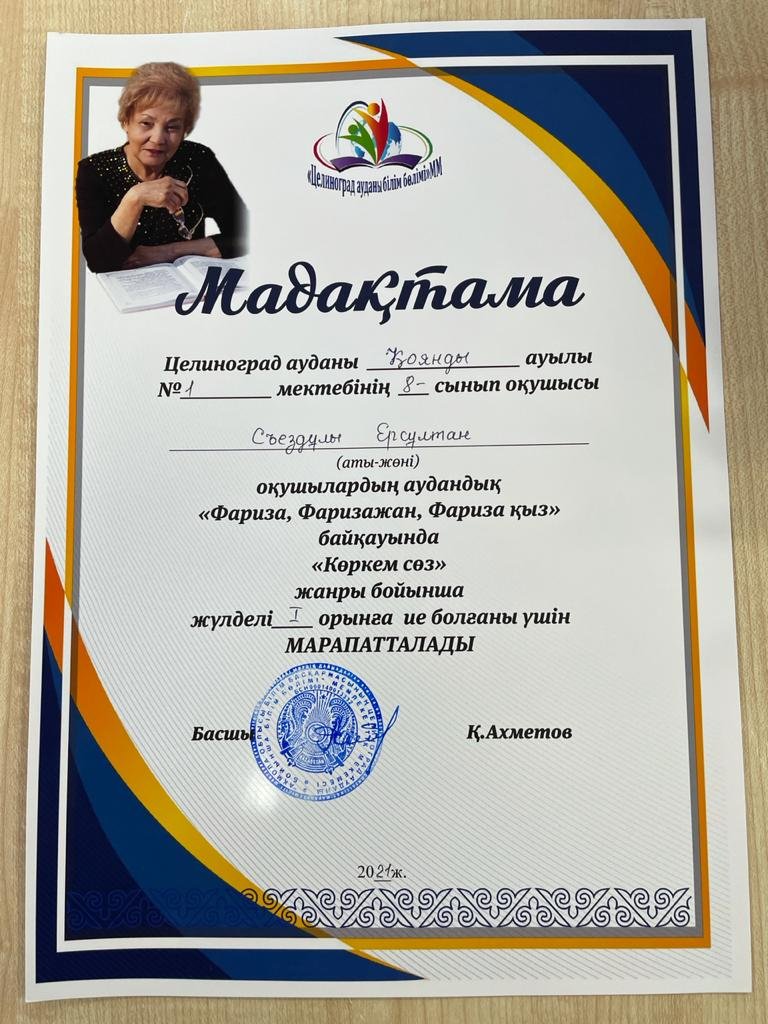 «Целиноград ауданы білім бөлімі»ММ
Мадақтама
Целиноград ауданы Қоянды ауылы
№ 1 мектебінің 8- сынып оқушысы
Съездұлы Ерсұлтан
(аты-жөні)
оқушылардың аудандық
«Фариза, Фаризажан, Фариза қыз»
байқауында
«Көркем сөз»
жанры бойынша
жүлделі I орынға ие болғаны үшін
МАРАПАТТАЛАДЫ
Басшы Қ.Ахметов
2021ж.